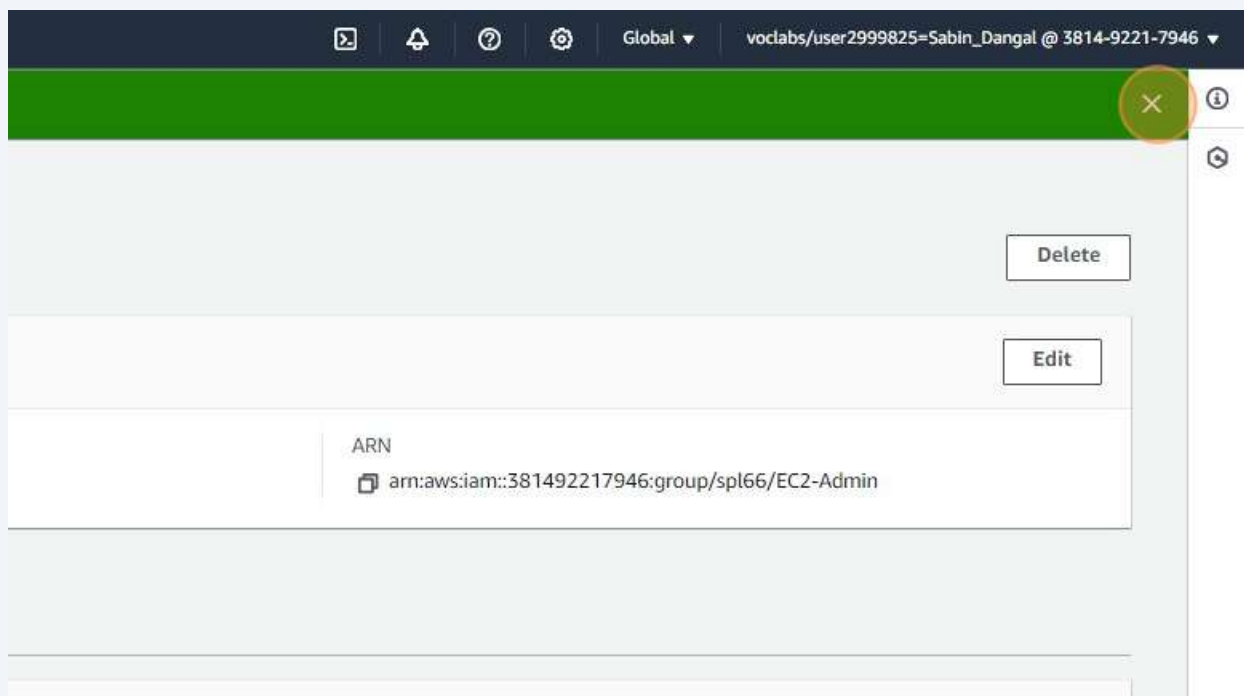 Global ▼ voclabs/user2999825=Sabin_Dangal @ 3814-9221-7946 ▼
Delete
Edit
ARN
arn:aws:iam::381492217946:group/spl66/EC2-Admin